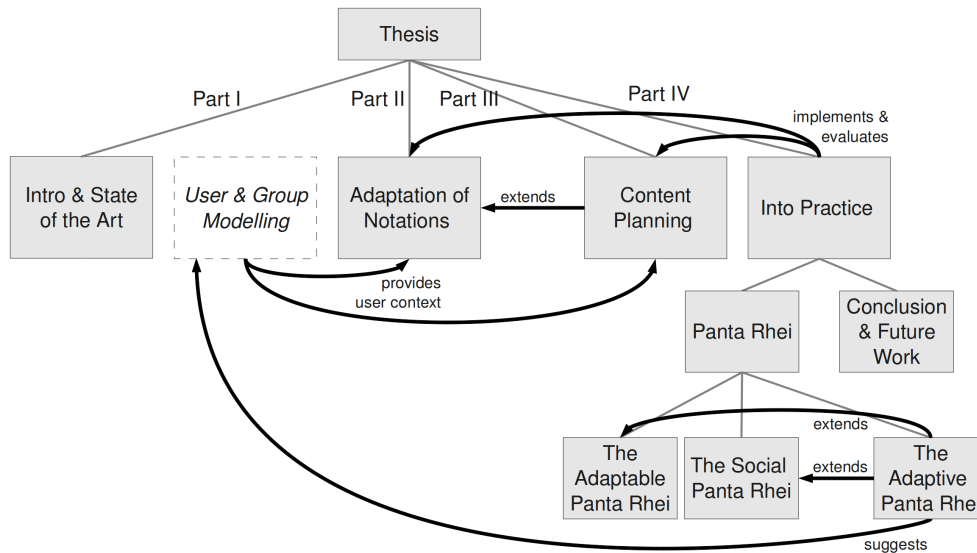 Thesis
Part I
Part II
Part III
Part IV
implements &
evaluates
Intro & State
of the Art
User & Group
Modelling
Adaptation of
Notations
extends
Content
Planning
Into Practice
provides
user context
Panta Rhei
Conclusion
& Future
Work
extends
The
Adaptable
Panta Rhei
The Social
Panta Rhei
extends
The
Adaptive
Panta Rhei
suggests